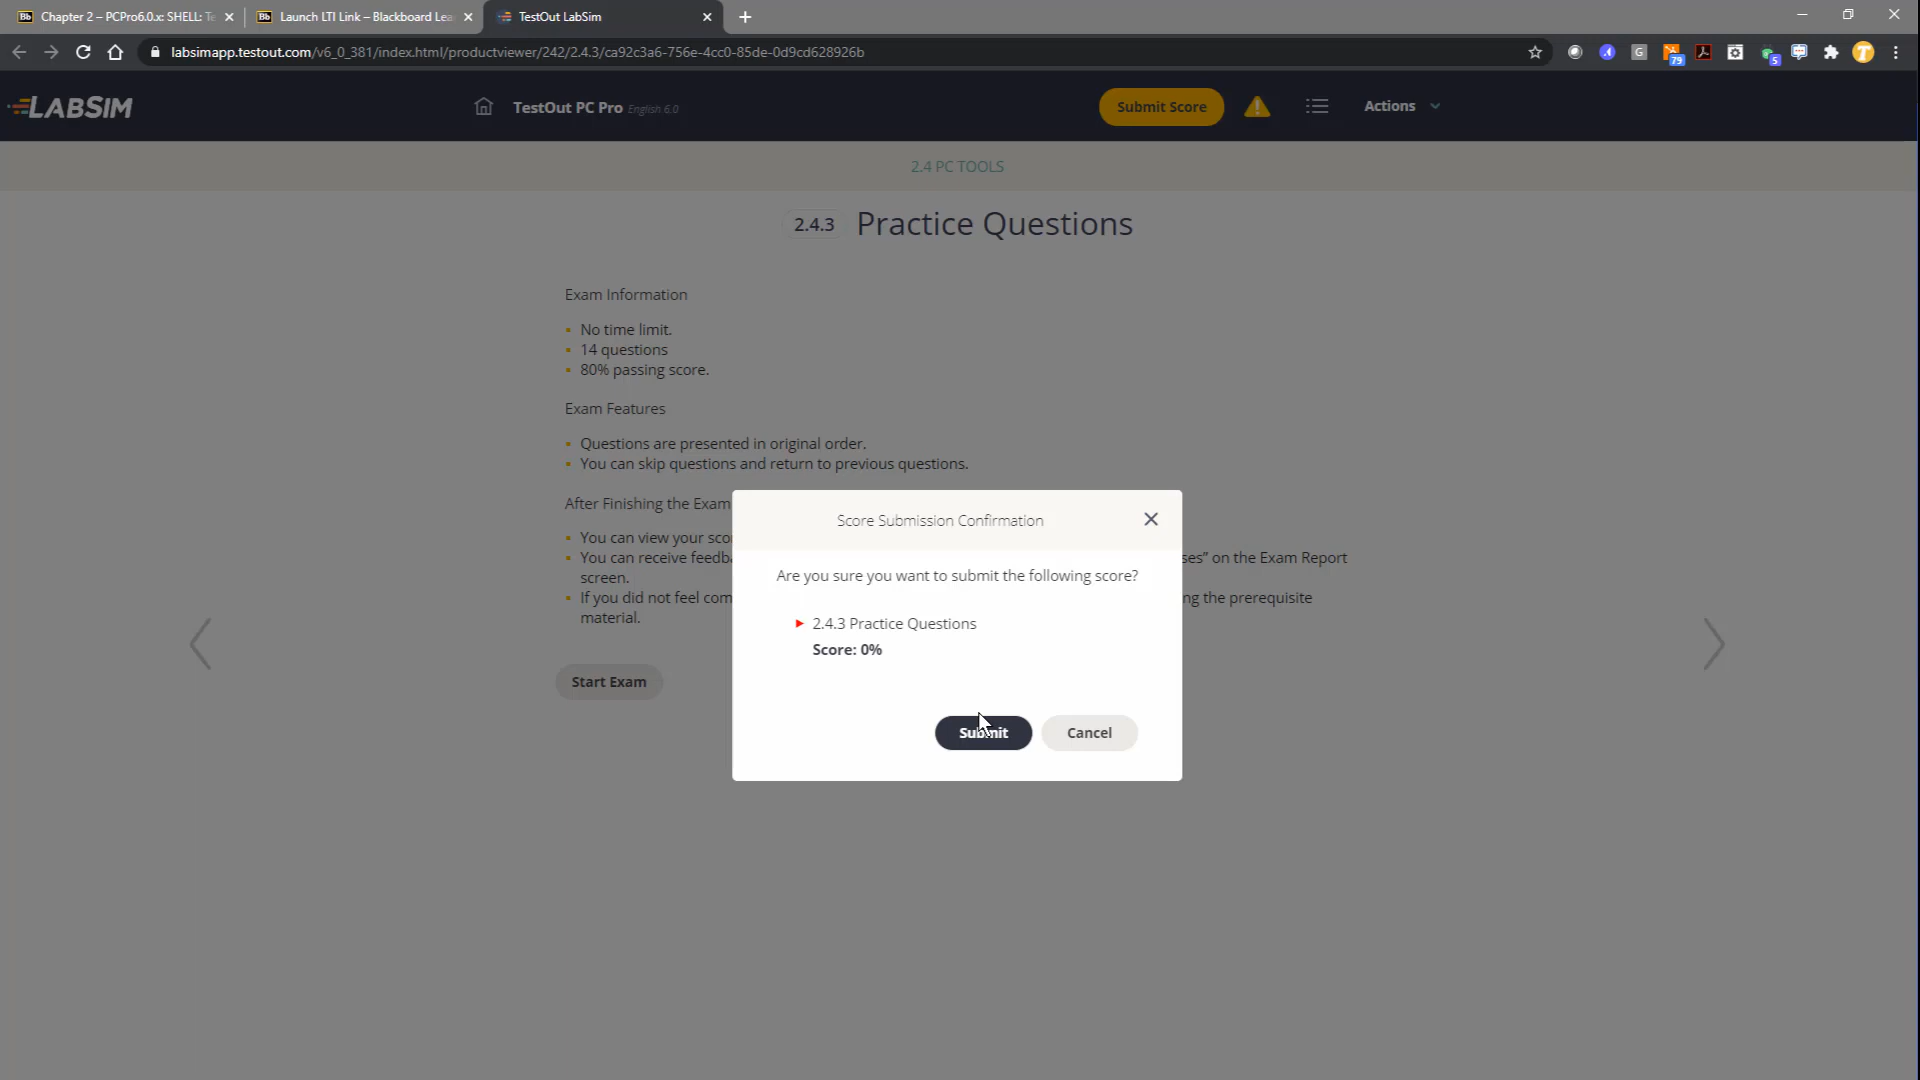 Chapter 2 – PCPro6.0.x: SHELL: Te
Launch LTI Link – Blackboard Lea
TestOut LabSim
labsimapp.testout.com/v6_0_381/index.html/productviewer/242/2.4.3/ca92c3a6-756e-4cc0-85de-0d9cd628926b
79
5
LABSIM
TestOut PC Pro English 6.0
Submit Score
Actions
2.4 PC TOOLS
2.4.3 Practice Questions
Exam Information
No time limit.
14 questions
80% passing score.
Exam Features
Questions are presented in original order.
You can skip questions and return to previous questions.
After Finishing the Exam
You can view your sco
You can receive feedba ses” on the Exam Report
screen.
If you did not feel com ng the prerequisite
material.
Start Exam
Score Submission Confirmation
Are you sure you want to submit the following score?
2.4.3 Practice Questions
Score: 0%
Submit
Cancel